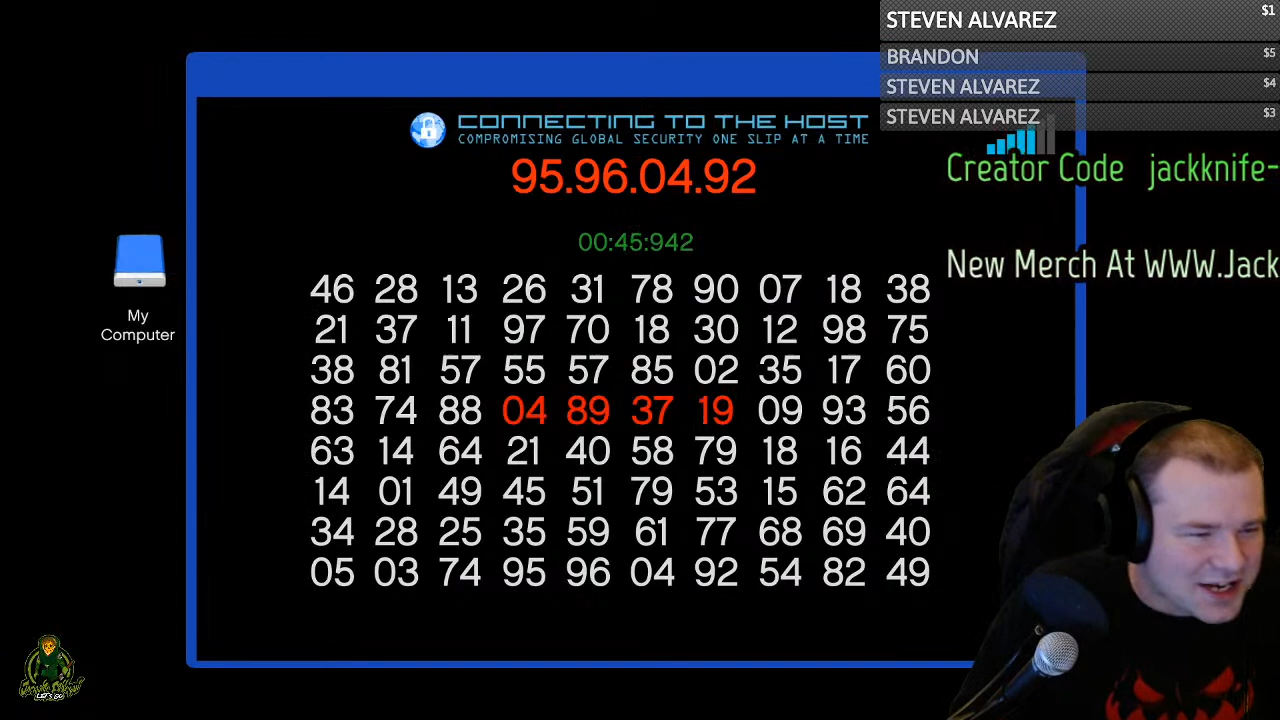 STEVEN ALVAREZ $1
BRANDON $5
STEVEN ALVAREZ $4
STEVEN ALVAREZ $3
CONNECTING TO THE HOST
COMPROMISING GLOBAL SECURITY ONE SLIP AT A TIME
95.96.04.92
Creator Code jackknife-
00:45:942
New Merch At WWW.Jack
46 28 13 26 31 78 90 07 18 38
21 37 11 97 70 18 30 12 98 75
38 81 57 55 57 85 02 35 17 60
83 74 88 04 89 37 19 09 93 56
63 14 64 21 40 58 79 18 16 44
14 01 49 45 51 79 53 15 62 64
34 28 25 35 59 61 77 68 69 40
05 03 74 95 96 04 92 54 82 49
My
Computer
LET'S GO